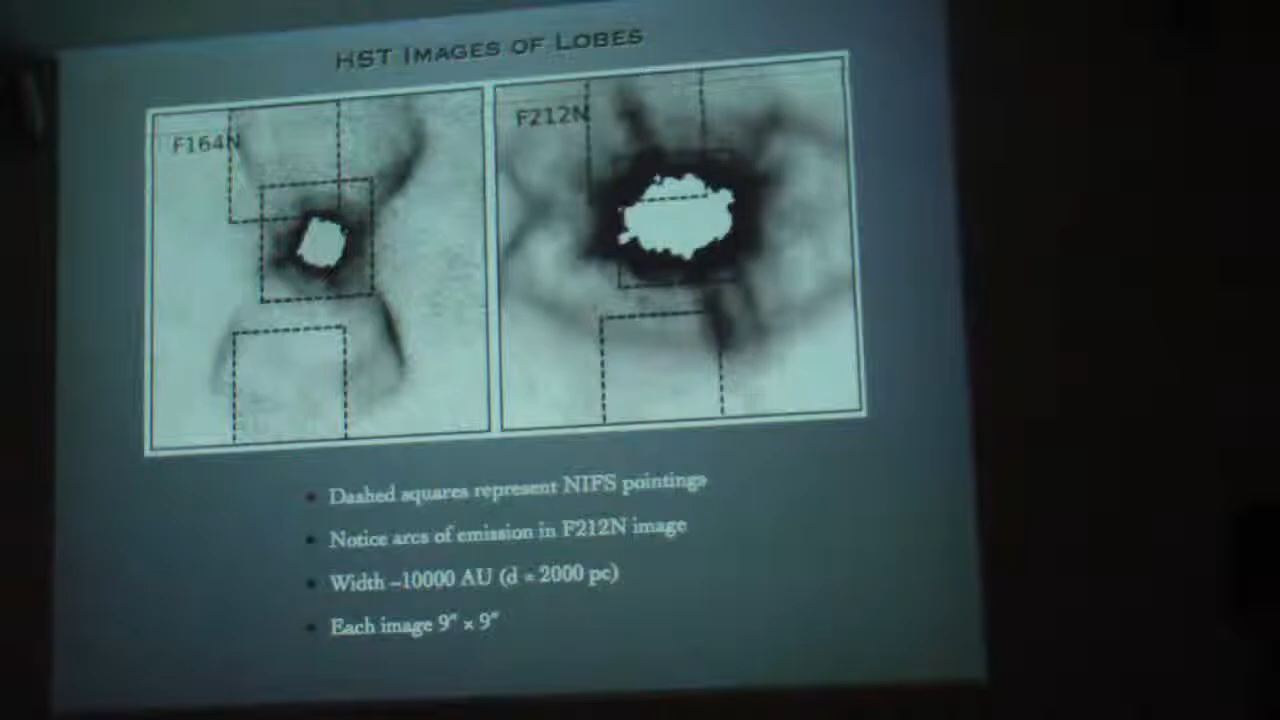 HST IMAGES OF LOBES
F164N
F212N
• Dashed squares represent NIFS pointings
• Notice arcs of emission in F212N image
• Width ~10000 AU (d = 2000 pc)
• Each image 9" × 9"